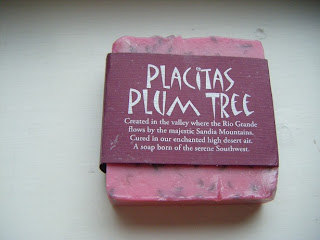 PLACITAS
PLUM TREE
Created in the valley where the Rio Grande
flows by the majestic Sandia Mountains.
Cured in our enchanted high desert air.
A soap born of the serene Southwest.